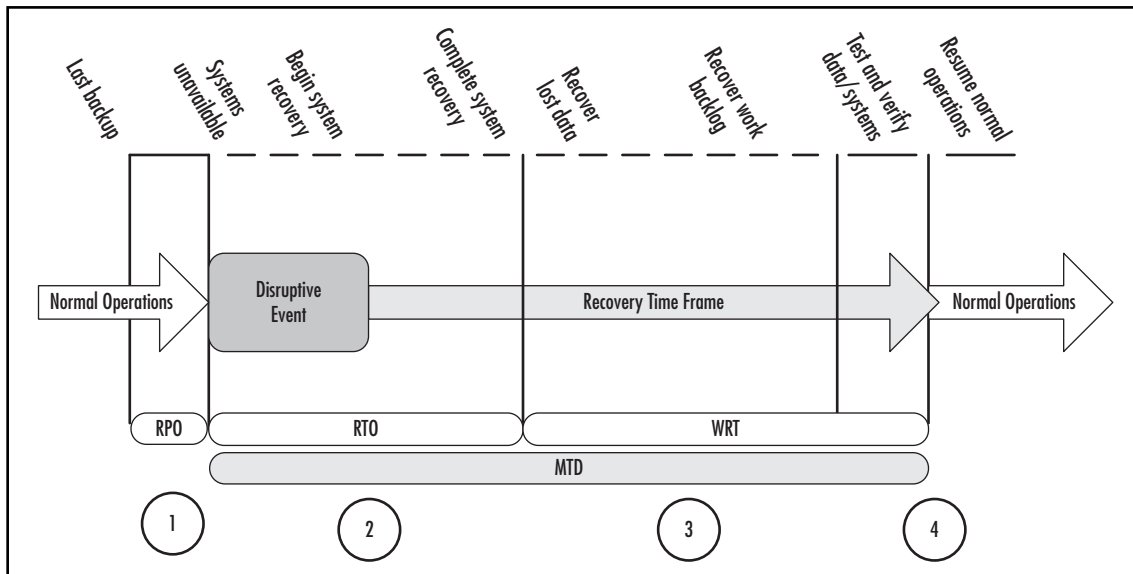 Last backup
Systems
unavailable
Begin system
recovery
Complete system
recovery
Recover
lost data
Recover work
backlog
Test and verify
data/systems
Resume normal
operations
Normal Operations
Disruptive
Event
Recovery Time Frame
Normal Operations
RPO
RTO
WRT
MTD
1
2
3
4